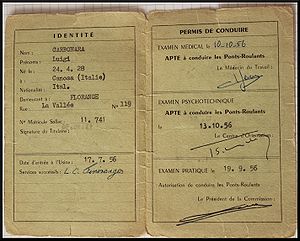 IDENTITÉ
Nom : CARBONARA
Prénoms : Luigi
Né le : 24. 4. 28
à : Canosa (Italie)
Nationalité : Ital.
Demeurant à : FLORANGE
Rue La Vallée N° 119
N° Matricule Sollac : 11. 741
Signature du Titulaire :
Date d'arrivée à l'Usine : 17. 7. 56
Services successifs : L. C.
PERMIS DE CONDUIRE
EXAMEN MÉDICAL le 10-10-56
APTE à conduire les Ponts-Roulants
Le Médecin du Travail :
EXAMEN PSYCHOTECHNIQUE
APTE à conduire les Ponts-Roulants
13-10-56
Le Centre d'Orientation :
EXAMEN PRATIQUE le 19. 9. 56
Autorisation de conduire les Ponts-Roulants
Le Président de la Commission :